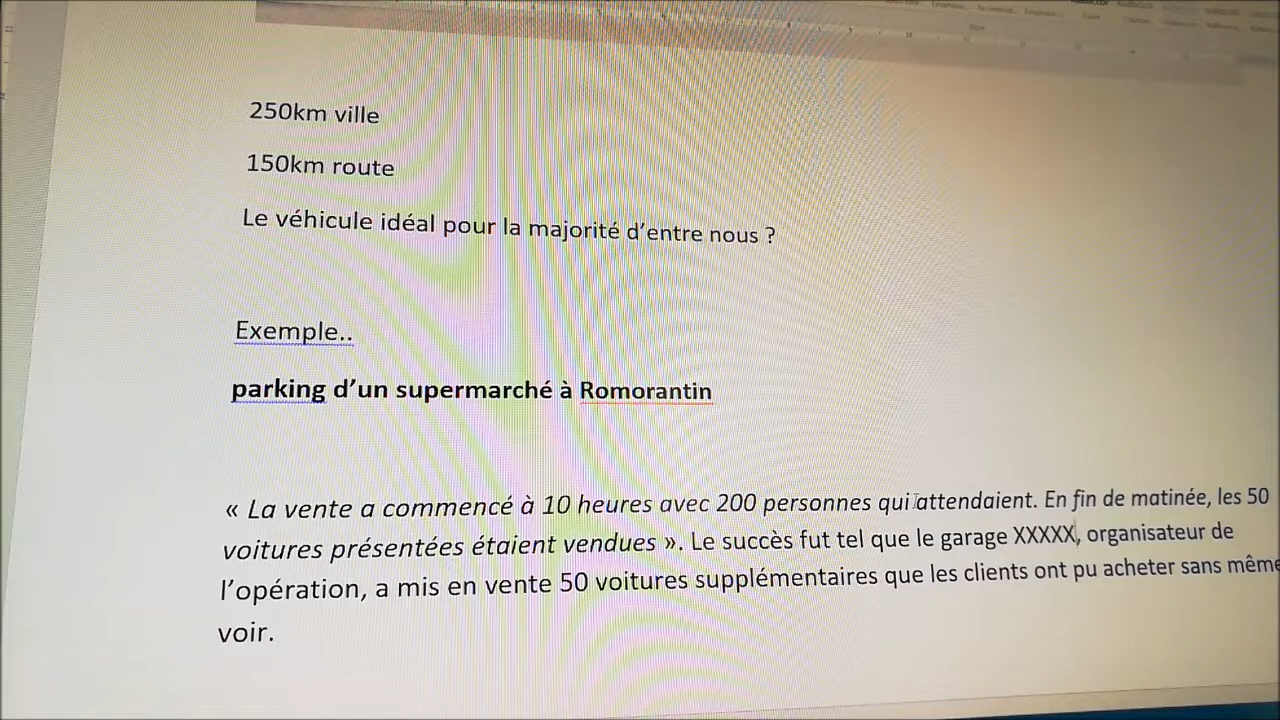 250km ville
150km route
Le véhicule idéal pour la majorité d’entre nous ?
Exemple..
parking d’un supermarché à Romorantin
« La vente a commencé à 10 heures avec 200 personnes qui attendaient. En fin de matinée, les 50
voitures présentées étaient vendues ». Le succès fut tel que le garage XXXXX, organisateur de
l’opération, a mis en vente 50 voitures supplémentaires que les clients ont pu acheter sans même
voir.